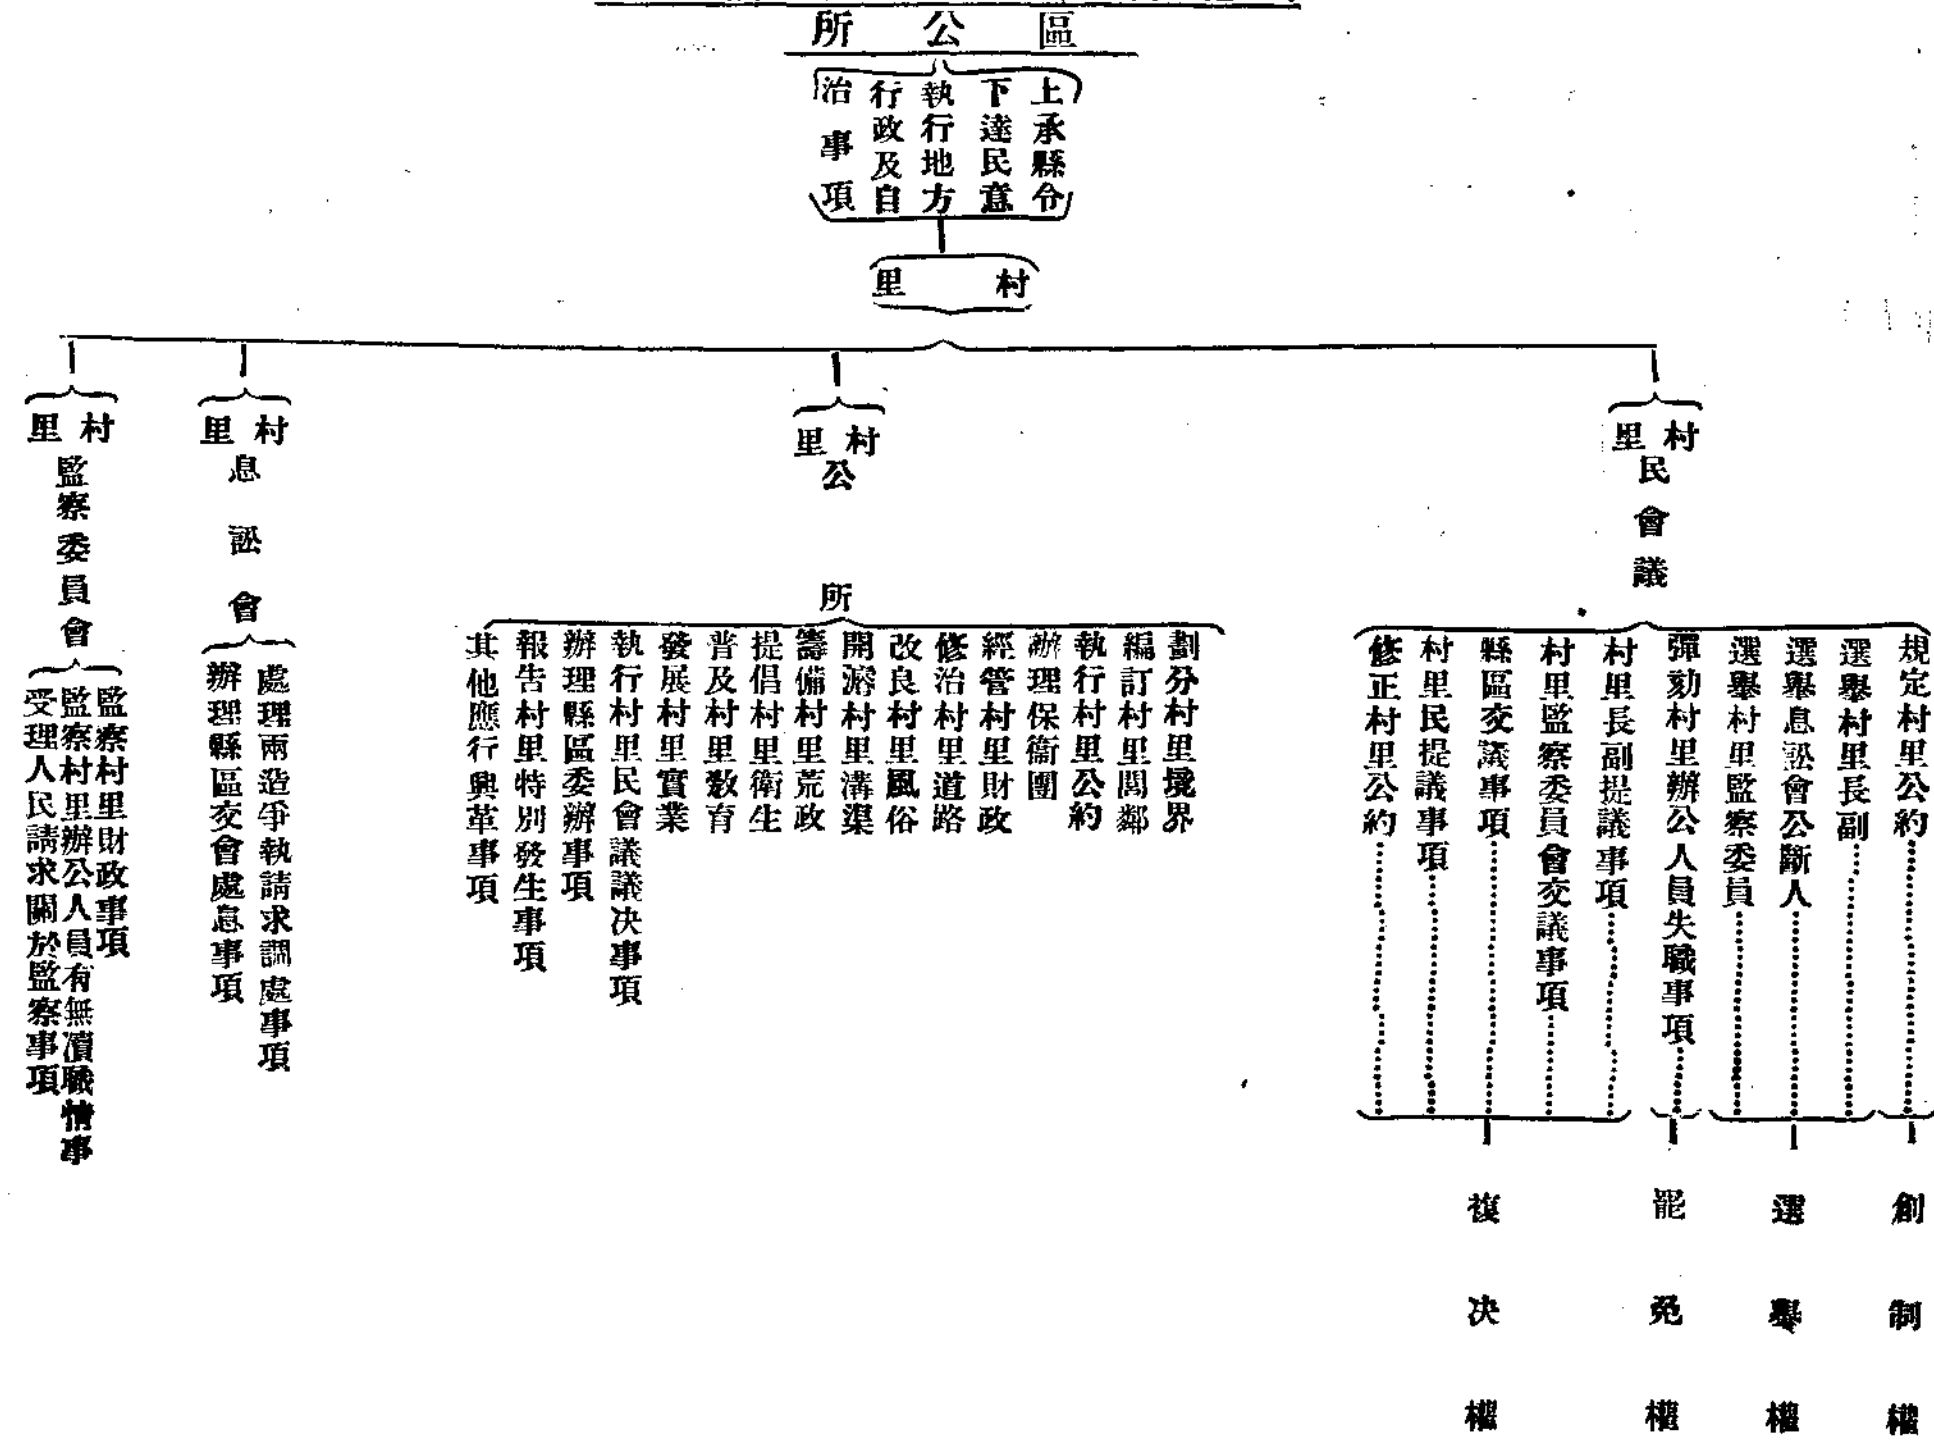 區公所
上承縣令
下達民意
執行地方
行政及自
治事項
村里
村里民會議
規定村里公約
選舉村里長副
選舉息訟會公斷人
選舉村里監察委員
彈劾村里辦公人員失職事項
村里長副提議事項
村里監察委員會交議事項
縣區交議事項
村里民提議事項
修正村里公約
創制權
選舉權
罷免權
復决權
村里公所
劃分村里境界
編訂村里閭鄰
執行村里公約
辦理保衞團
經管村里財政
修治村里道路
改良村里風俗
開濬村里溝渠
籌備村里荒政
提倡村里衛生
普及村里敎育
發展村里實業
執行村里民會議議决事項
辦理縣區委辦事項
報吿村里特別發生事項
其他應行興革事項
村里息訟會
處理兩造爭執請求調處事項
辦理縣區交會處息事項
村里監察委員會
監察村里財政事項
監察村里辦公人員有無瀆職情事
受理人民請求關於監察事項